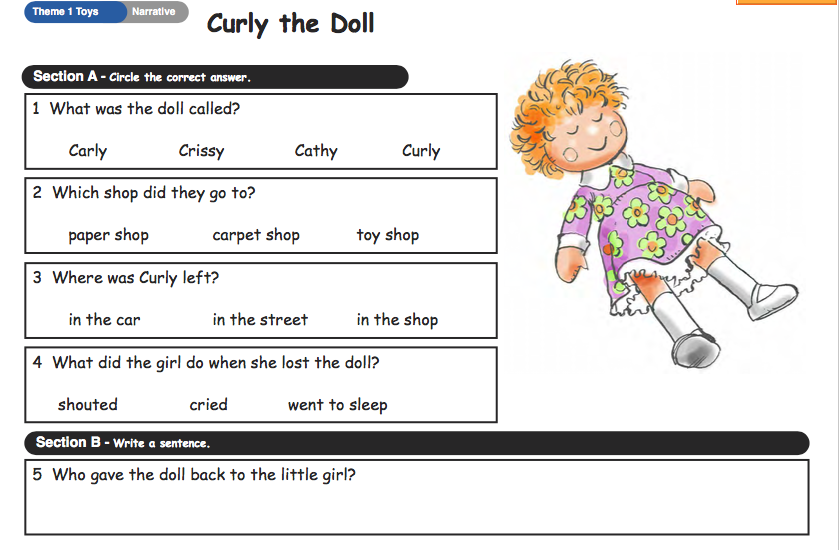 Theme 1 Toys Narrative
Curly the Doll
Section A - Circle the correct answer.
1 What was the doll called?
Carly Crissy Cathy Curly
2 Which shop did they go to?
paper shop carpet shop toy shop
3 Where was Curly left?
in the car in the street in the shop
4 What did the girl do when she lost the doll?
shouted cried went to sleep
Section B - Write a sentence.
5 Who gave the doll back to the little girl?